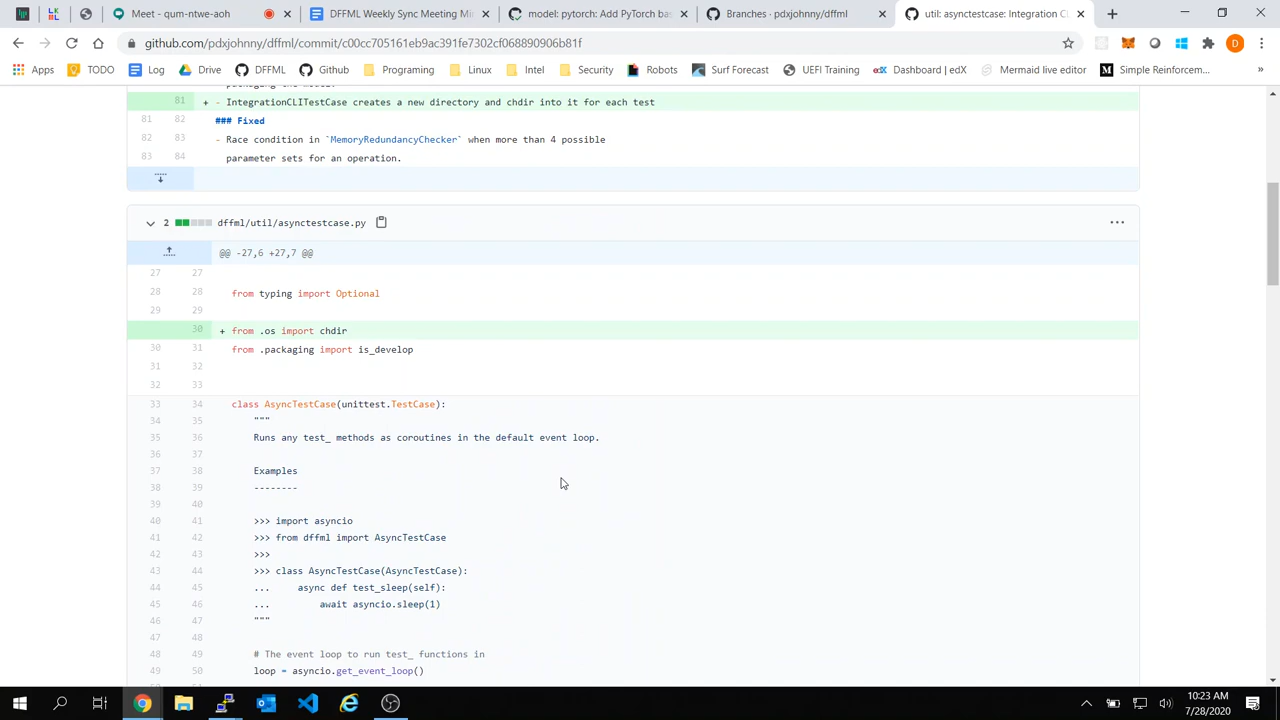 Meet - qum-ntwe-aoh
DFFML Weekly Sync Meeting Mi
model: pytorch: Add PyTorch bas
Branches · pdxjohnny/dffml
util: asynctestcase: Integration CL
github.com/pdxjohnny/dffml/commit/c00cc705161eb9ac391fe73b2cf068890906b81f
D
Apps
TODO
Log
Drive
DFFML
Github
Programing
Linux
Intel
Security
Robots
Surf Forecast
UEFI Training
edX Dashboard | edX
Mermaid live editor
M Simple Reinforcem...
»
packaging the model.
81 + - IntegrationCLITestCase creates a new directory and chdir into it for each test
81 82 ### Fixed
82 83 - Race condition in `MemoryRedundancyChecker` when more than 4 possible
83 84 parameter sets for an operation.
2 dffml/util/asynctestcase.py
@@ -27,6 +27,7 @@
27 27
28 28 from typing import Optional
29 29
30 + from .os import chdir
30 31 from .packaging import is_develop
31 32
32 33
33 34 class AsyncTestCase(unittest.TestCase):
34 35 """
35 36 Runs any test_ methods as coroutines in the default event loop.
36 37
37 38 Examples
38 39 --------
39 40
40 41 >>> import asyncio
41 42 >>> from dffml import AsyncTestCase
42 43 >>>
43 44 >>> class AsyncTestCase(AsyncTestCase):
44 45 ... async def test_sleep(self):
45 46 ... await asyncio.sleep(1)
46 47 """
47 48
48 49 # The event loop to run test_ functions in
49 50 loop = asyncio.get_event_loop()
10:23 AM
7/28/2020